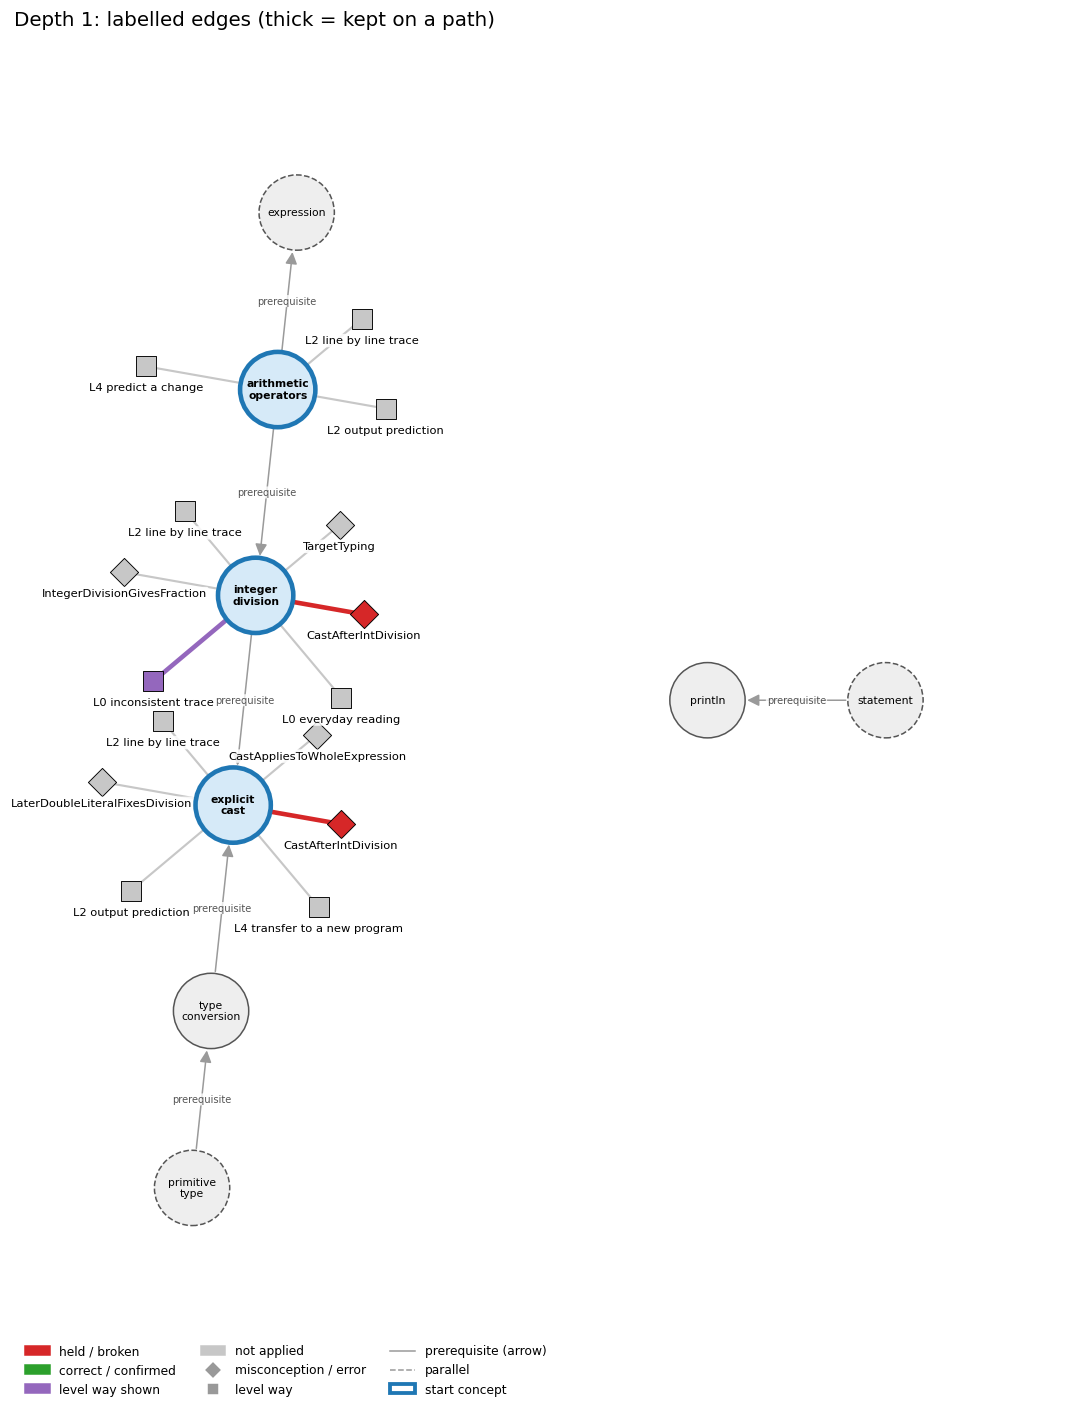 Depth 1: labelled edges (thick = kept on a path)
expression
prerequisite
L2 line by line trace
L4 predict a change
arithmetic
operators
L2 output prediction
prerequisite
L2 line by line trace
TargetTyping
IntegerDivisionGivesFraction
integer
division
CastAfterIntDivision
L0 inconsistent trace
prerequisite
L0 everyday reading
println
prerequisite
statement
L2 line by line trace
CastAppliesToWholeExpression
LaterDoubleLiteralFixesDivision
explicit
cast
CastAfterIntDivision
L2 output prediction
prerequisite
L4 transfer to a new program
type
conversion
prerequisite
primitive
type
held / broken
correct / confirmed
level way shown
not applied
misconception / error
level way
prerequisite (arrow)
parallel
start concept